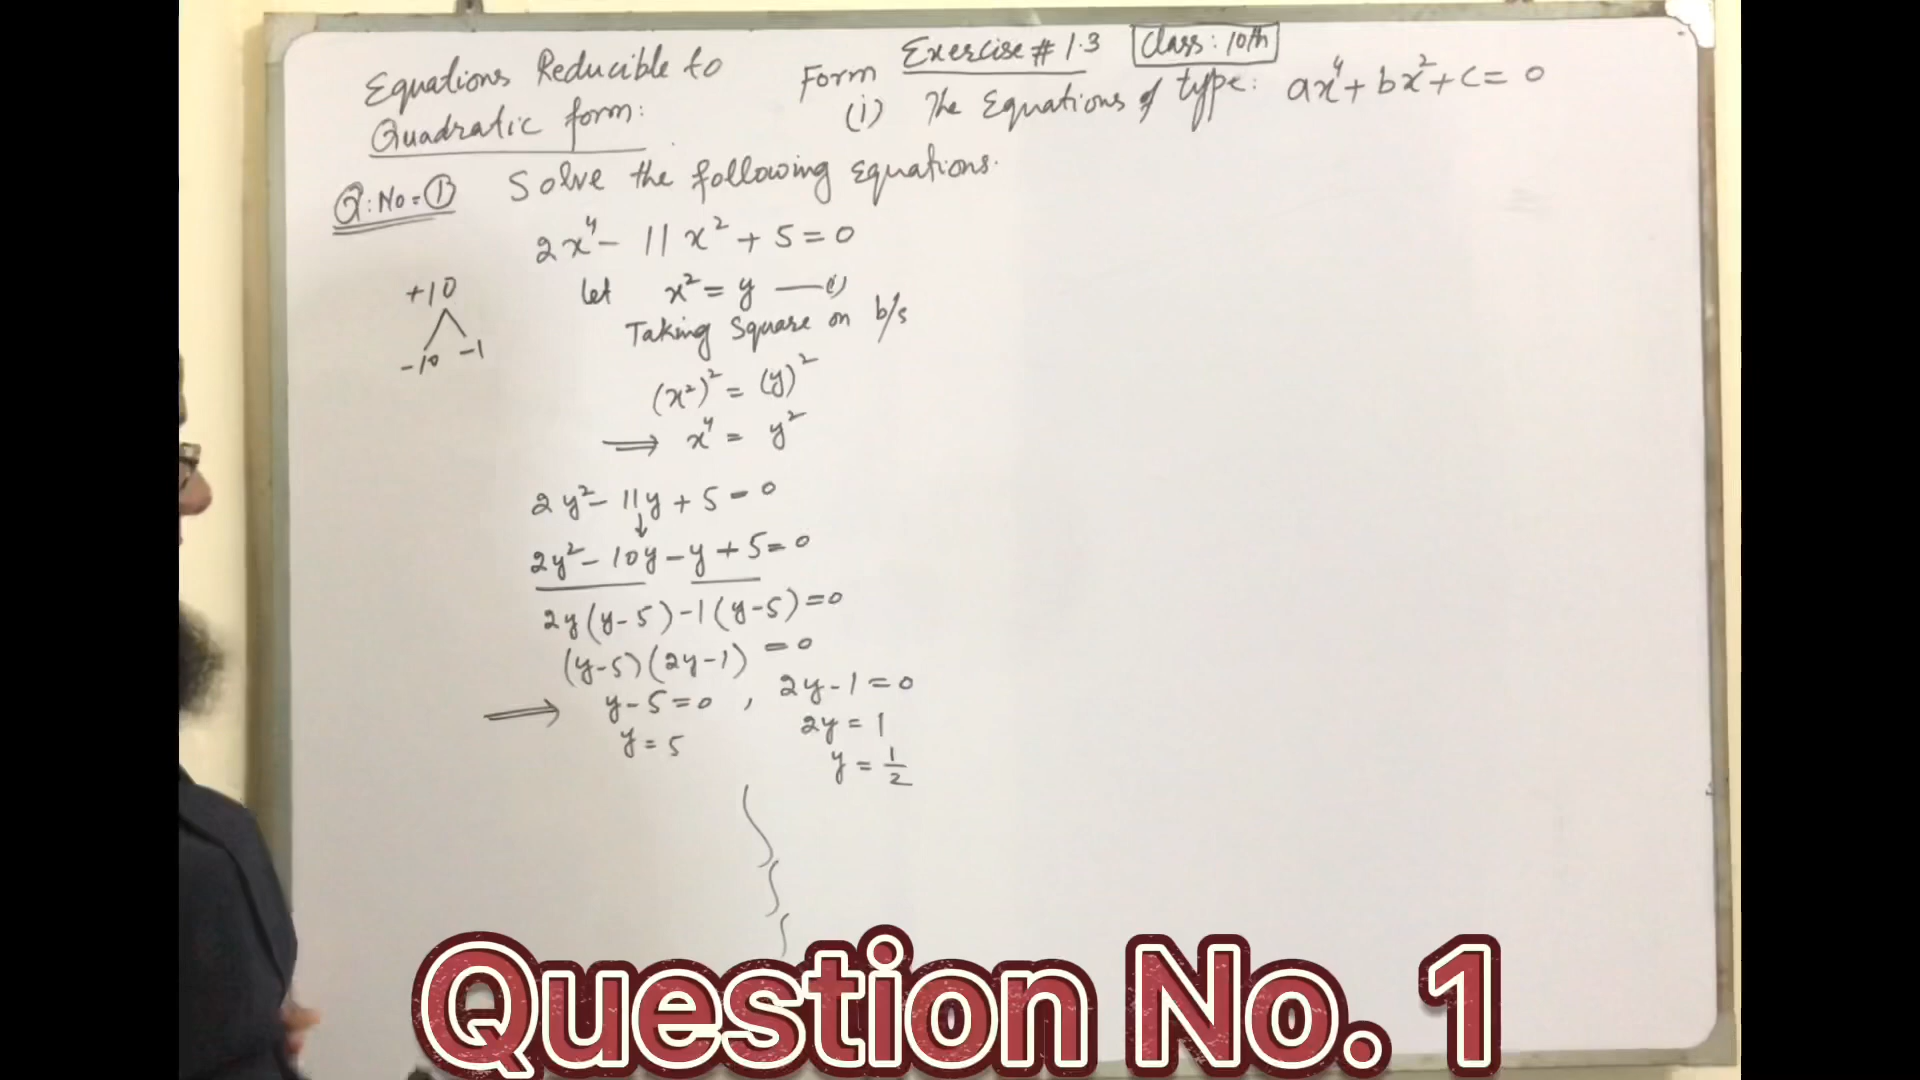 Exercise # 1.3 Class: 10th
Equations Reducible to
Quadratic form:
Form
(i) The Equations of type: ax⁴ + bx² + c = 0
Q: No = ① Solve the following equations.
2x⁴ - 11x² + 5 = 0
let x² = y —(i)
+10
-10 -1
Taking Square on b/s
(x²)² = (y)²
⟹ x⁴ = y²
2y² - 11y + 5 = 0
↓
2y² - 10y - y + 5 = 0
2y(y-5) -1(y-5) = 0
(y-5)(2y-1) = 0
⟹ y-5=0 , 2y-1=0
2y = 1
y = 5
y = 1/2
Question No. 1